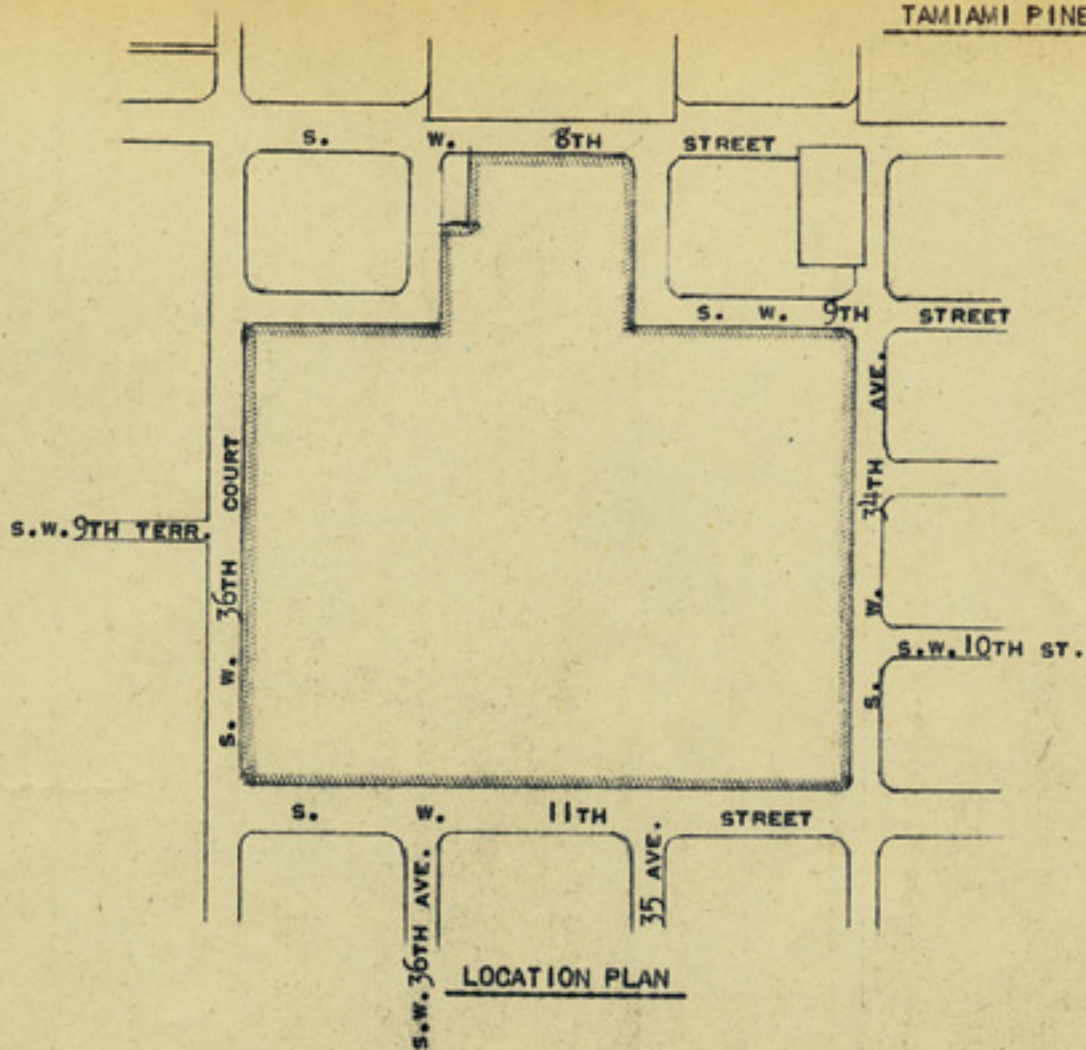 TAMIAMI PINE
S. W. 8TH STREET
S. W. 9TH STREET
S. W. 34TH AVE.
S. W. 36TH COURT
S.W. 9TH TERR.
S.W. 10TH ST.
S. W. 11TH STREET
S.W. 36TH AVE.
35 AVE.
LOCATION PLAN